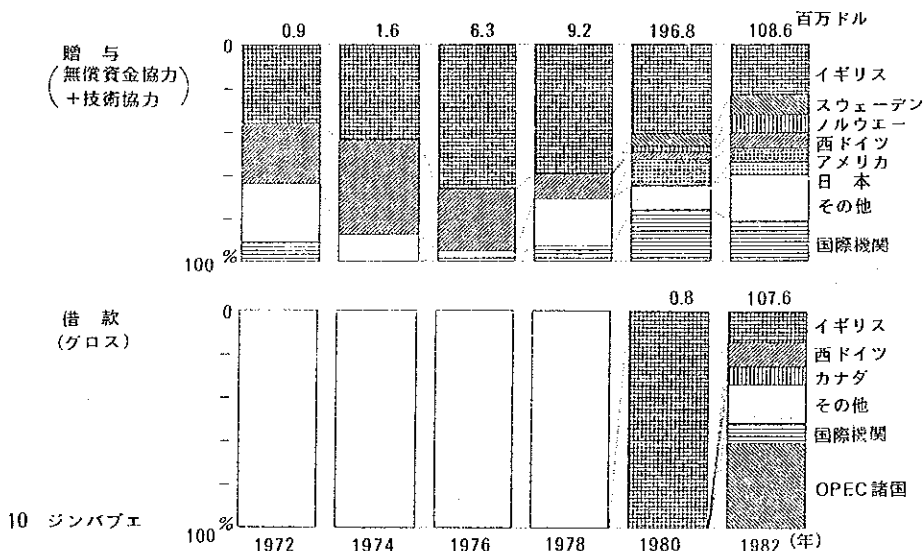 百万ドル
0.9 1.6 6.3 9.2 196.8 108.6
贈与
(無償資金協力
+技術協力)
0
100 %
イギリス
スウェーデン
ノルウエー
西ドイツ
アメリカ
日本
その他
国際機関
0.8 107.6
借款
(グロス)
0
100 %
イギリス
西ドイツ
カナダ
その他
国際機関
OPEC諸国
10 ジンバブエ
1972 1974 1976 1978 1980 1982 (年)